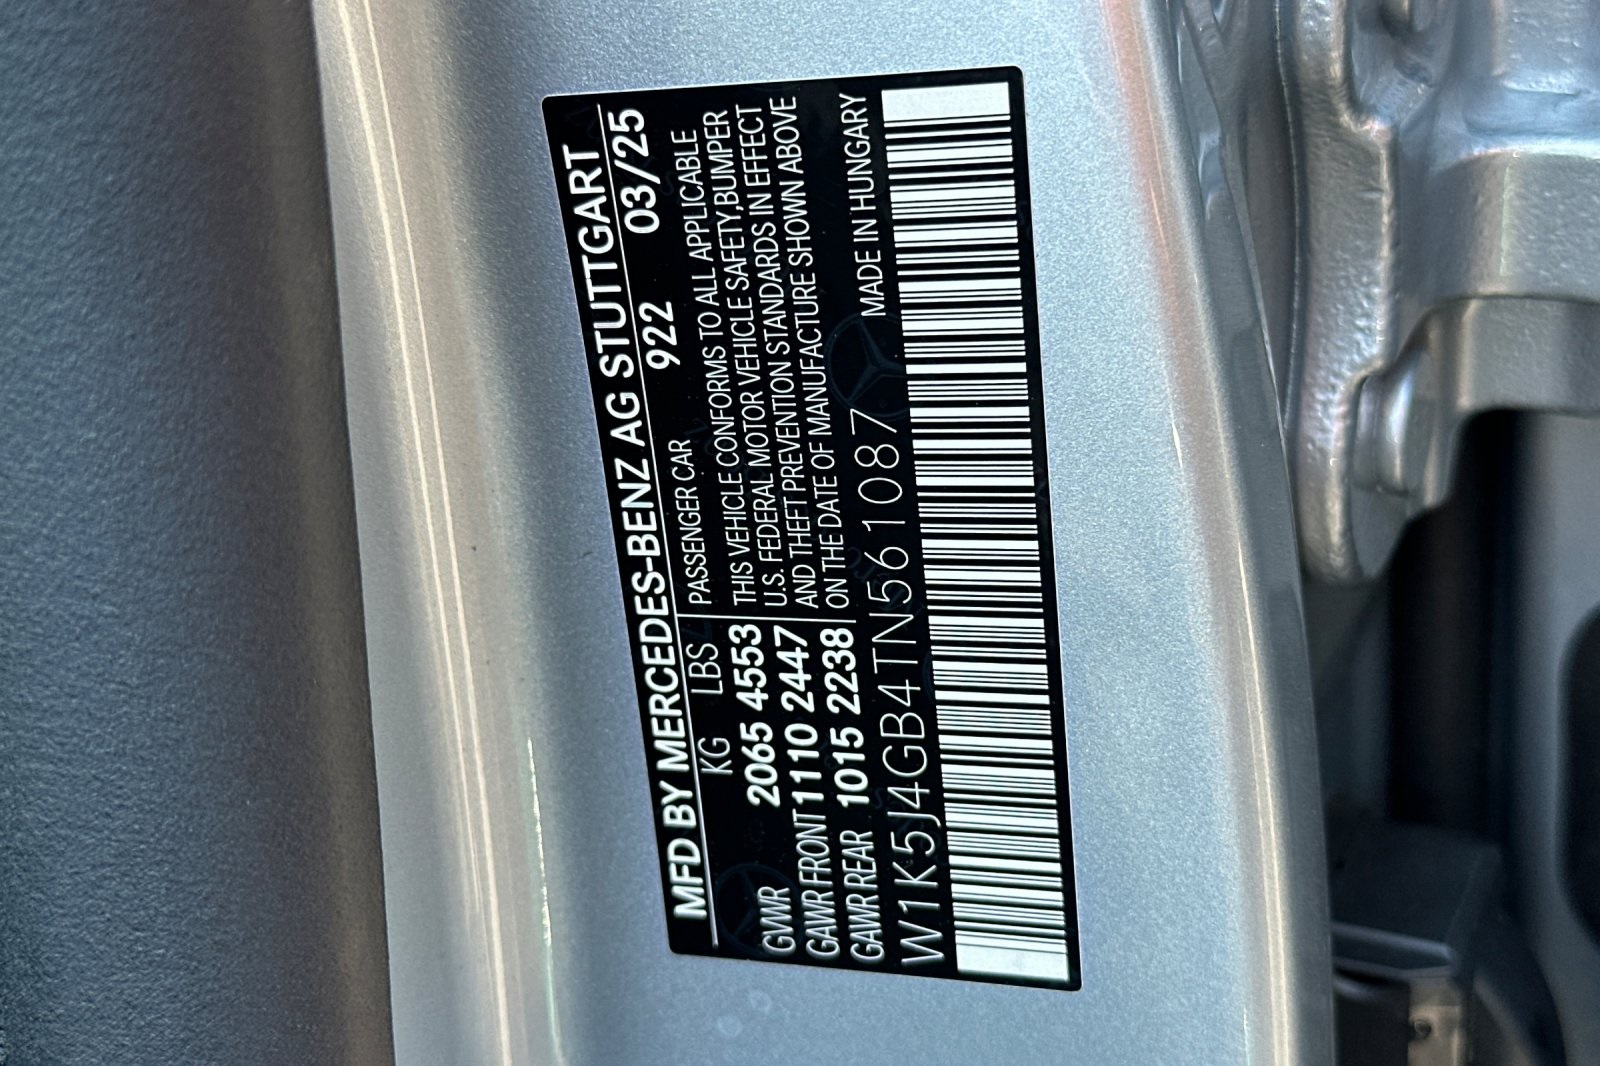 MFD BY MERCEDES-BENZ AG STUTTGART
KG LBS 922 03/25
GWVR 2065 4553 PASSENGER CAR
GAWR FRONT 1110 2447 THIS VEHICLE CONFORMS TO ALL APPLICABLE
GAWR REAR 1015 2238 U.S. FEDERAL MOTOR VEHICLE SAFETY, BUMPER
AND THEFT PREVENTION STANDARDS IN EFFECT
ON THE DATE OF MANUFACTURE SHOWN ABOVE
W1K5J4GB4TN561087 MADE IN HUNGARY